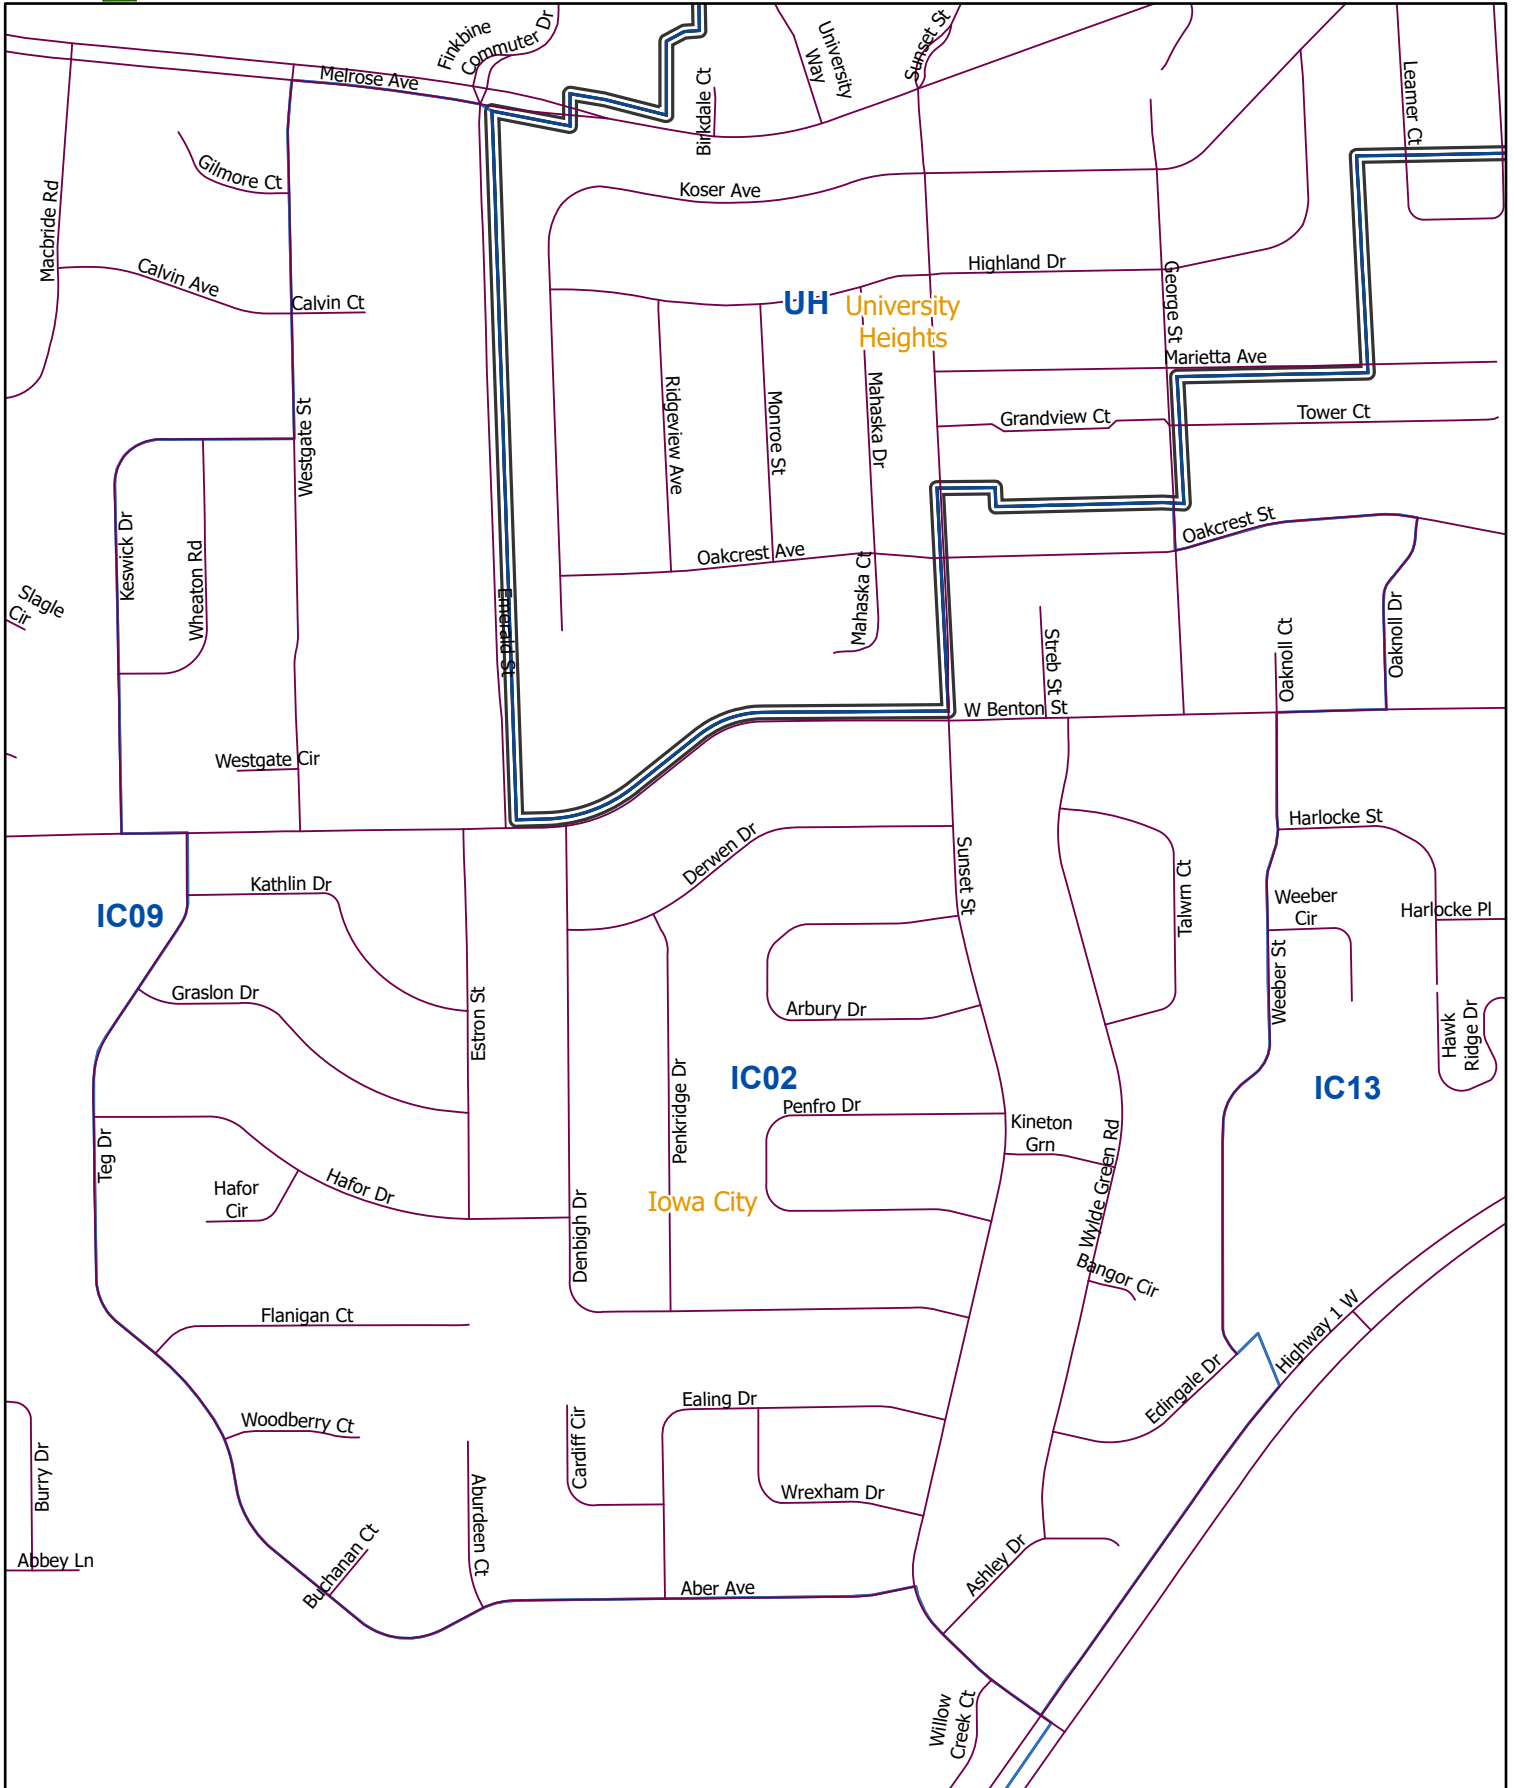 Finkbine
Commuter Dr
University
Way
Sunset St
Leamer Ct
Melrose Ave
Birkdale Ct
Gilmore Ct
Macbride Rd
Koser Ave
Calvin Ave
Calvin Ct
Highland Dr
George St
UH
University
Heights
Marietta Ave
Ridgeview Ave
Monroe St
Mahaska Dr
Grandview Ct
Tower Ct
Westgate St
Keswick Dr
Wheaton Rd
Oakcrest St
Oakcrest Ave
Slagle
Cir
Emerald St
Mahaska Ct
Streb St
Oaknoll Ct
Oaknoll Dr
W Benton St
Westgate Cir
Harlocke St
Derwen Dr
Sunset St
Talwrn Ct
Kathlin Dr
IC09
Weeber
Cir
Harlocke Pl
Graslon Dr
Estron St
Arbury Dr
Weeber St
Hawk
Ridge Dr
IC02
IC13
Penkridge Dr
Penfro Dr
Kineton
Grn
Teg Dr
Wylde Green Rd
Hafor
Cir
Hafor Dr
Iowa City
Denbigh Dr
Bangor Cir
Flanigan Ct
Highway 1 W
Edingale Dr
Ealing Dr
Woodberry Ct
Cardiff Cir
Burry Dr
Aburdeen Ct
Wrexham Dr
Abbey Ln
Buchanan Ct
Ashley Dr
Aber Ave
Willow
Creek Ct